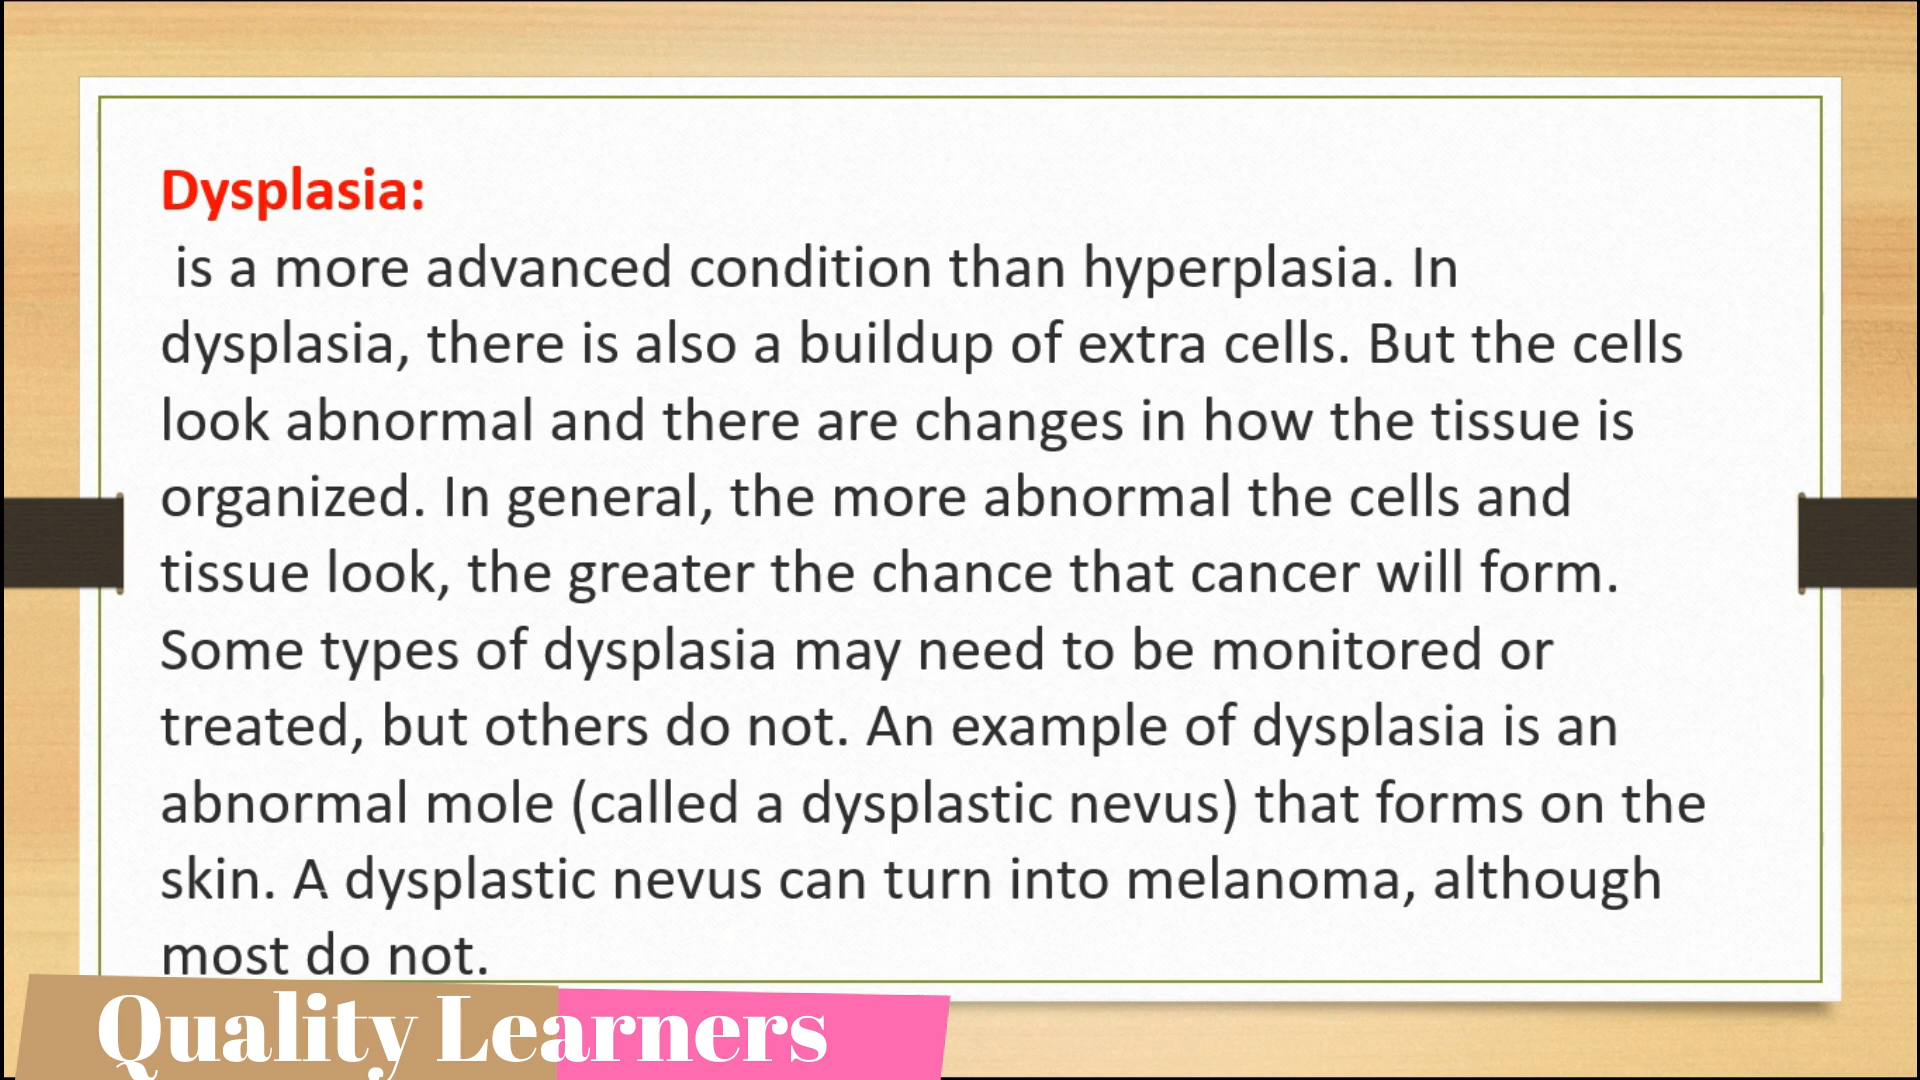 Dysplasia:
is a more advanced condition than hyperplasia. In
dysplasia, there is also a buildup of extra cells. But the cells
look abnormal and there are changes in how the tissue is
organized. In general, the more abnormal the cells and
tissue look, the greater the chance that cancer will form.
Some types of dysplasia may need to be monitored or
treated, but others do not. An example of dysplasia is an
abnormal mole (called a dysplastic nevus) that forms on the
skin. A dysplastic nevus can turn into melanoma, although
most do not.
Quality Learners